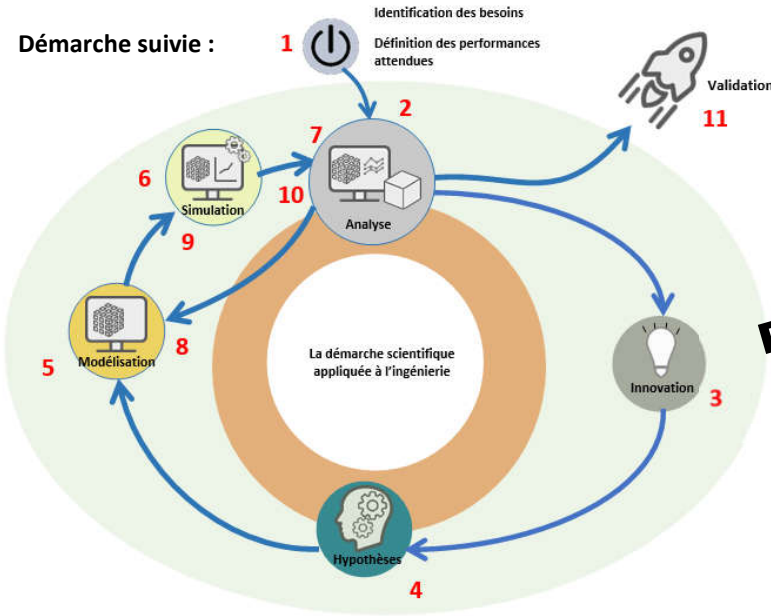 Identification des besoins
Démarche suivie :
1
Définition des performances
attendues
2
Validation
11
7
6
10
Simulation
Analyse
9
8
Modélisation
5
La démarche scientifique
appliquée à l'ingénierie
Innovation
3
Hypothèses
4